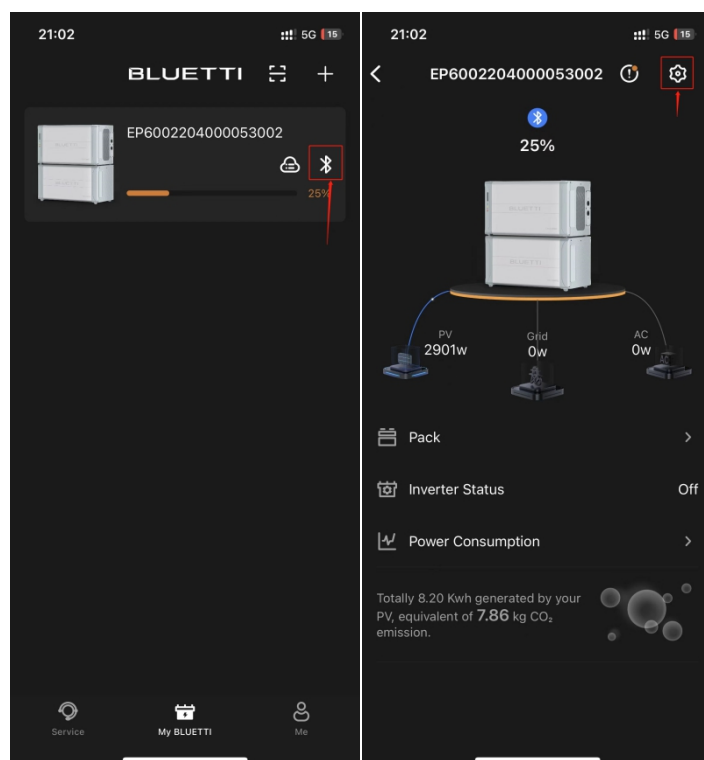 21:02
5G 15
BLUETTI
EP6002204000053002
25%
Service
My BLUETTI
Me
21:02
5G 15
EP6002204000053002
25%
BLUETTI
BLUETTI
PV
2901w
Grid
0w
AC
0w
Pack
Inverter Status Off
Power Consumption
Totally 8.20 Kwh generated by your
PV, equivalent of 7.86 kg CO₂
emission.